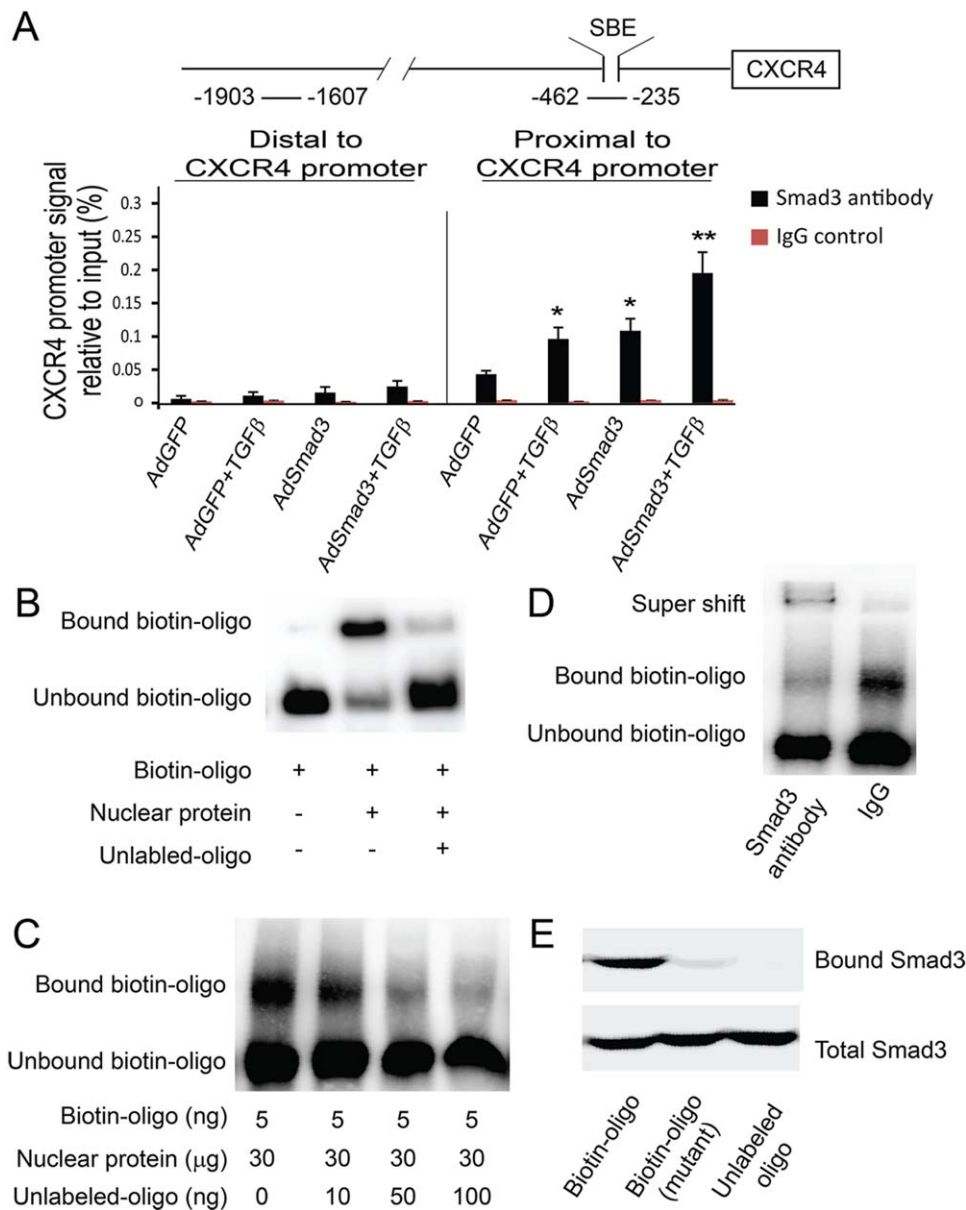 A
SBE
CXCR4
-1903 -1607
-462 -235
Distal to
CXCR4 promoter
Proximal to
CXCR4 promoter
CXCR4 promoter signal
relative to input (%)
0.3
0.25
0.2
0.15
0.1
0.05
0
* * **
Smad3 antibody
IgG control
AdGFP
AdGFP+TGFβ
AdSmad3
AdSmad3+TGFβ
AdGFP
AdGFP+TGFβ
AdSmad3
AdSmad3+TGFβ
B
Bound biotin-oligo
Unbound biotin-oligo
Biotin-oligo + + +
Nuclear protein - + +
Unlabled-oligo - - +
D
Super shift
Bound biotin-oligo
Unbound biotin-oligo
Smad3
antibody
IgG
C
Bound biotin-oligo
Unbound biotin-oligo
Biotin-oligo (ng) 5 5 5 5
Nuclear protein (µg) 30 30 30 30
Unlabeled-oligo (ng) 0 10 50 100
E
Bound Smad3
Total Smad3
Biotin-oligo
Biotin-oligo
(mutant)
Unlabeled
oligo